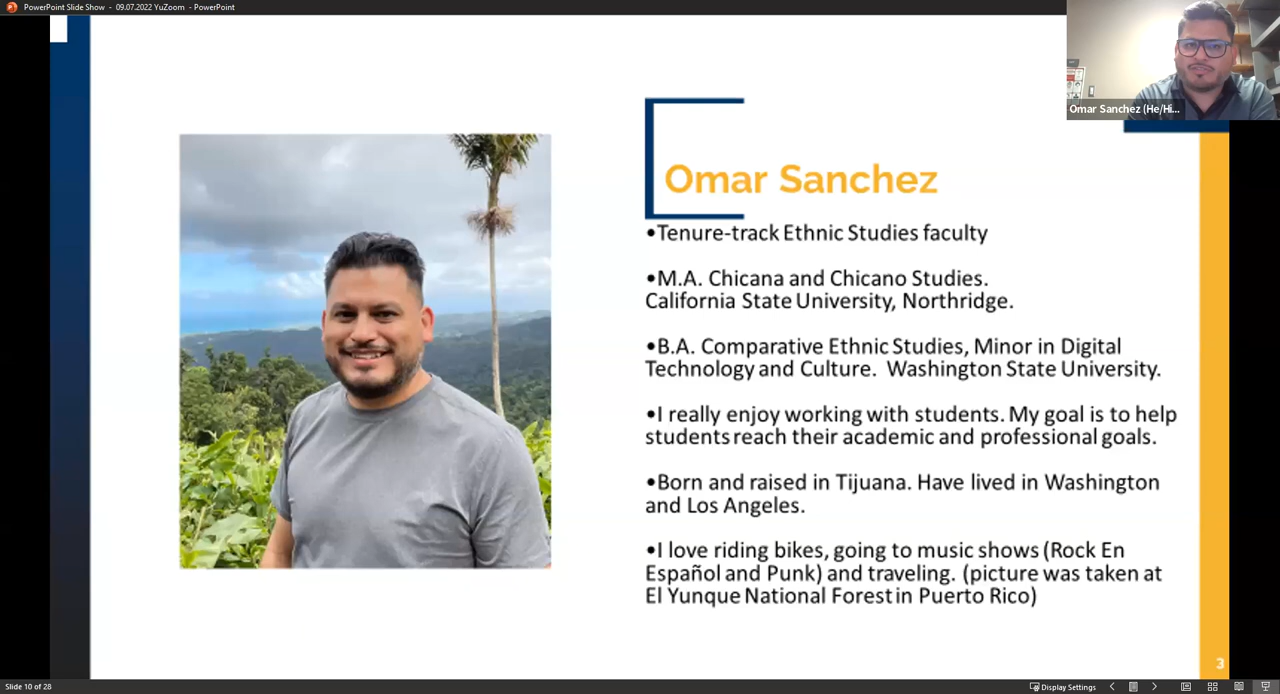 PowerPoint Slide Show - 09.07.2022 YuZoom - PowerPoint
Omar Sanchez (He/Hi...
Omar Sanchez
•Tenure-track Ethnic Studies faculty
•M.A. Chicana and Chicano Studies.
California State University, Northridge.
•B.A. Comparative Ethnic Studies, Minor in Digital
Technology and Culture. Washington State University.
•I really enjoy working with students. My goal is to help
students reach their academic and professional goals.
•Born and raised in Tijuana. Have lived in Washington
and Los Angeles.
•I love riding bikes, going to music shows (Rock En
Español and Punk) and traveling. (picture was taken at
El Yunque National Forest in Puerto Rico)
3
Slide 10 of 28
Display Settings